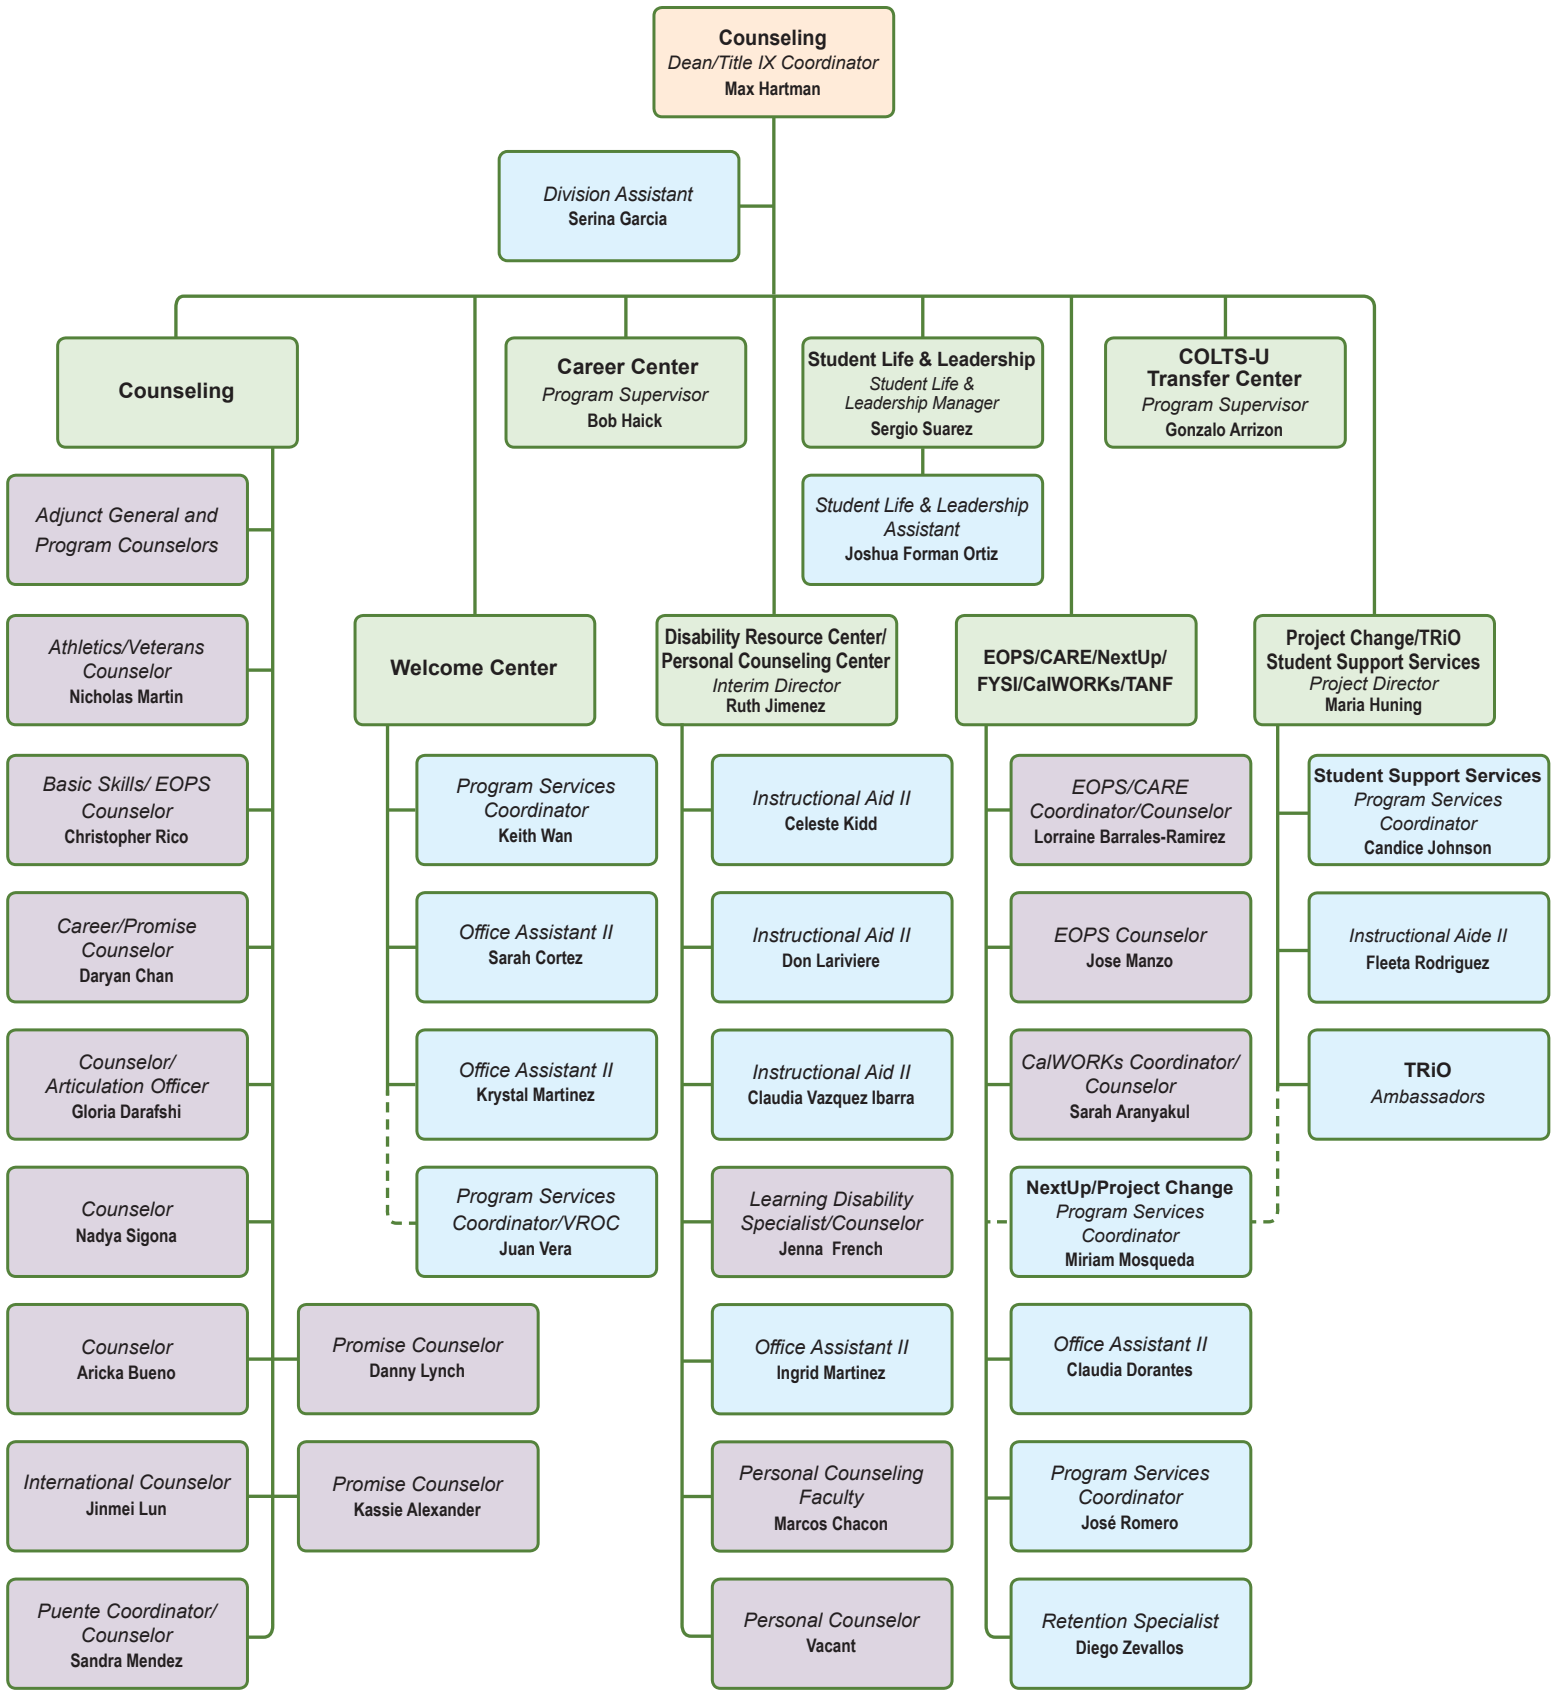 Counseling
Dean/Title IX Coordinator
Max Hartman
Division Assistant
Serina Garcia
Counseling
Career Center
Program Supervisor
Bob Haick
Student Life & Leadership
Student Life &
Leadership Manager
Sergio Suarez
COLTS-U
Transfer Center
Program Supervisor
Gonzalo Arrizon
Student Life & Leadership
Assistant
Joshua Forman Ortiz
Adjunct General and
Program Counselors
Athletics/Veterans
Counselor
Nicholas Martin
Basic Skills/ EOPS
Counselor
Christopher Rico
Career/Promise
Counselor
Daryan Chan
Counselor/
Articulation Officer
Gloria Darafshi
Counselor
Nadya Sigona
Counselor
Aricka Bueno
International Counselor
Jinmei Lun
Puente Coordinator/
Counselor
Sandra Mendez
Promise Counselor
Danny Lynch
Promise Counselor
Kassie Alexander
Welcome Center
Program Services
Coordinator
Keith Wan
Office Assistant II
Sarah Cortez
Office Assistant II
Krystal Martinez
Program Services
Coordinator/VROC
Juan Vera
Disability Resource Center/
Personal Counseling Center
Interim Director
Ruth Jimenez
Instructional Aid II
Celeste Kidd
Instructional Aid II
Don Lariviere
Instructional Aid II
Claudia Vazquez Ibarra
Learning Disability
Specialist/Counselor
Jenna  French
Office Assistant II
Ingrid Martinez
Personal Counseling
Faculty
Marcos Chacon
Personal Counselor
Vacant
EOPS/CARE/NextUp/
FYSI/CalWORKs/TANF
EOPS/CARE
Coordinator/Counselor
Lorraine Barrales-Ramirez
EOPS Counselor
Jose Manzo
CalWORKs Coordinator/
Counselor
Sarah Aranyakul
NextUp/Project Change
Program Services
Coordinator
Miriam Mosqueda
Office Assistant II
Claudia Dorantes
Program Services
Coordinator
José Romero
Retention Specialist
Diego Zevallos
Project Change/TRiO
Student Support Services
Project Director
Maria Huning
Student Support Services
Program Services
Coordinator
Candice Johnson
Instructional Aide II
Fleeta Rodriguez
TRiO
Ambassadors